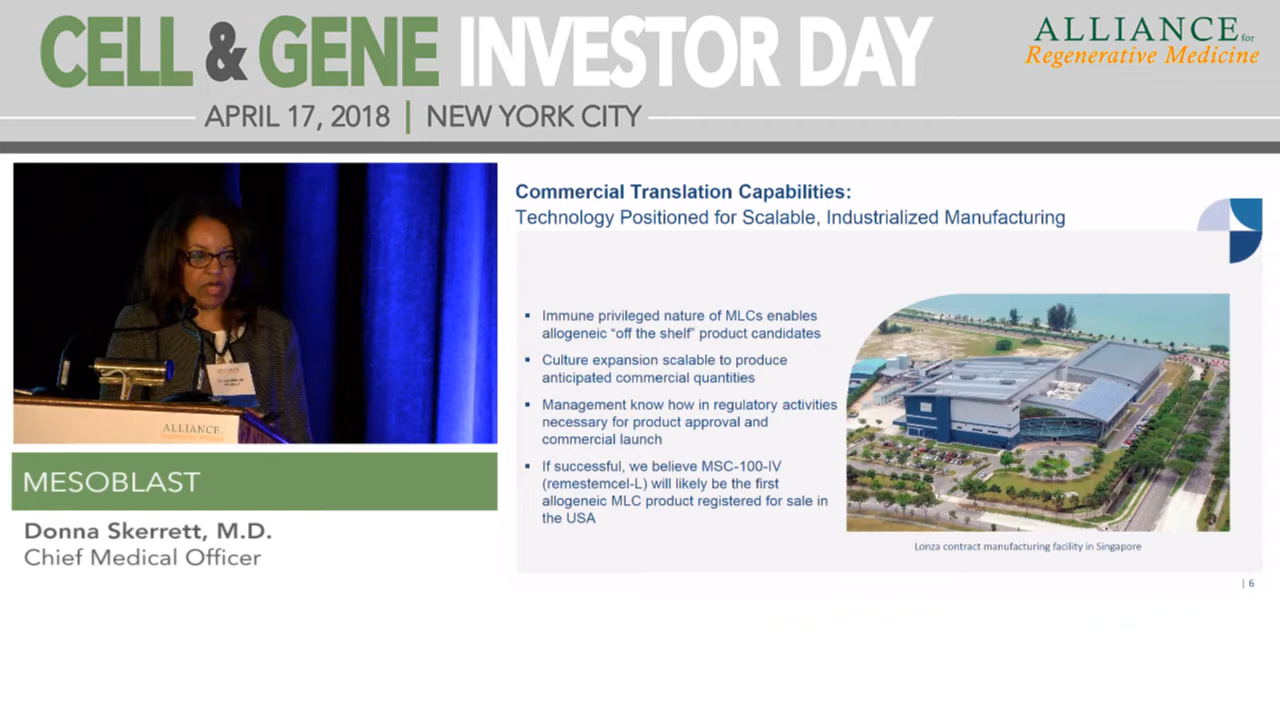 CELL & GENE INVESTOR DAY
APRIL 17, 2018 | NEW YORK CITY
ALLIANCE for
Regenerative Medicine
ALLIANCE
MESOBLAST
Donna Skerrett, M.D.
Chief Medical Officer
Commercial Translation Capabilities:
Technology Positioned for Scalable, Industrialized Manufacturing
▪ Immune privileged nature of MLCs enables
allogeneic “off the shelf” product candidates
▪ Culture expansion scalable to produce
anticipated commercial quantities
▪ Management know how in regulatory activities
necessary for product approval and
commercial launch
▪ If successful, we believe MSC-100-IV
(remestemcel-L) will likely be the first
allogeneic MLC product registered for sale in
the USA
Lonza contract manufacturing facility in Singapore
| 6